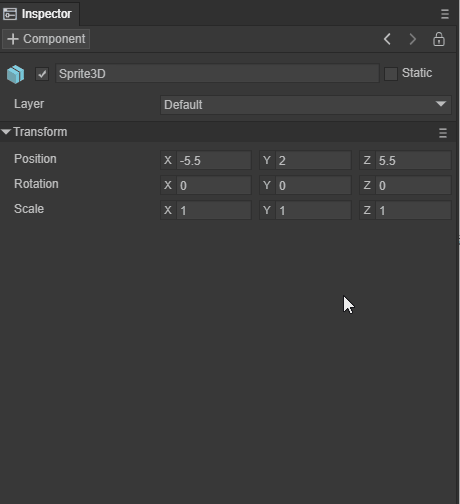 Inspector
+ Component
Sprite3D Static
Layer Default
Transform
Position X -5.5 Y 2 Z 5.5
Rotation X 0 Y 0 Z 0
Scale X 1 Y 1 Z 1